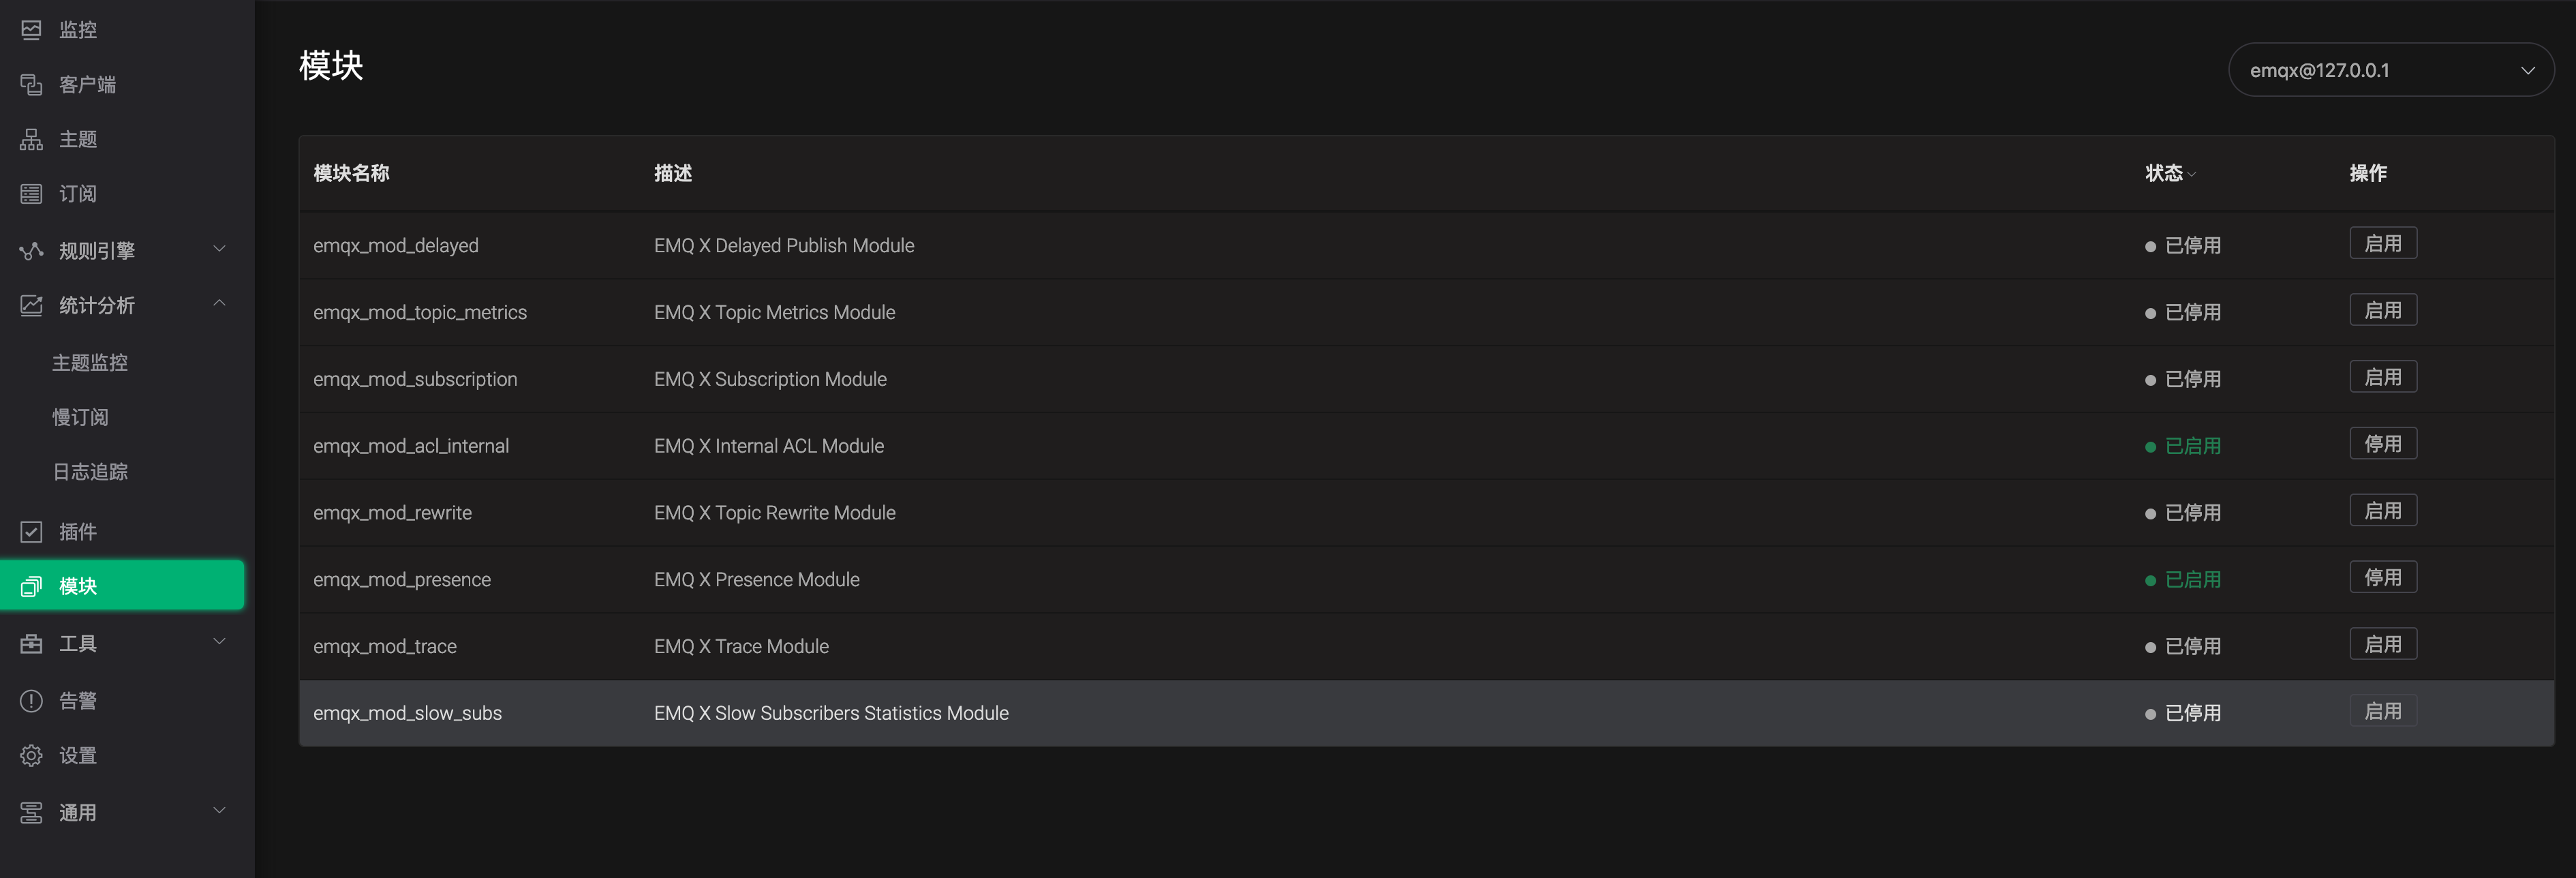 监控
客户端
主题
订阅
规则引擎
统计分析
主题监控
慢订阅
日志追踪
插件
模块
工具
告警
设置
通用
模块
emqx@127.0.0.1
模块名称 描述 状态 操作
emqx_mod_delayed EMQ X Delayed Publish Module 已停用 启用
emqx_mod_topic_metrics EMQ X Topic Metrics Module 已停用 启用
emqx_mod_subscription EMQ X Subscription Module 已停用 启用
emqx_mod_acl_internal EMQ X Internal ACL Module 已启用 停用
emqx_mod_rewrite EMQ X Topic Rewrite Module 已停用 启用
emqx_mod_presence EMQ X Presence Module 已启用 停用
emqx_mod_trace EMQ X Trace Module 已停用 启用
emqx_mod_slow_subs EMQ X Slow Subscribers Statistics Module 已停用 启用